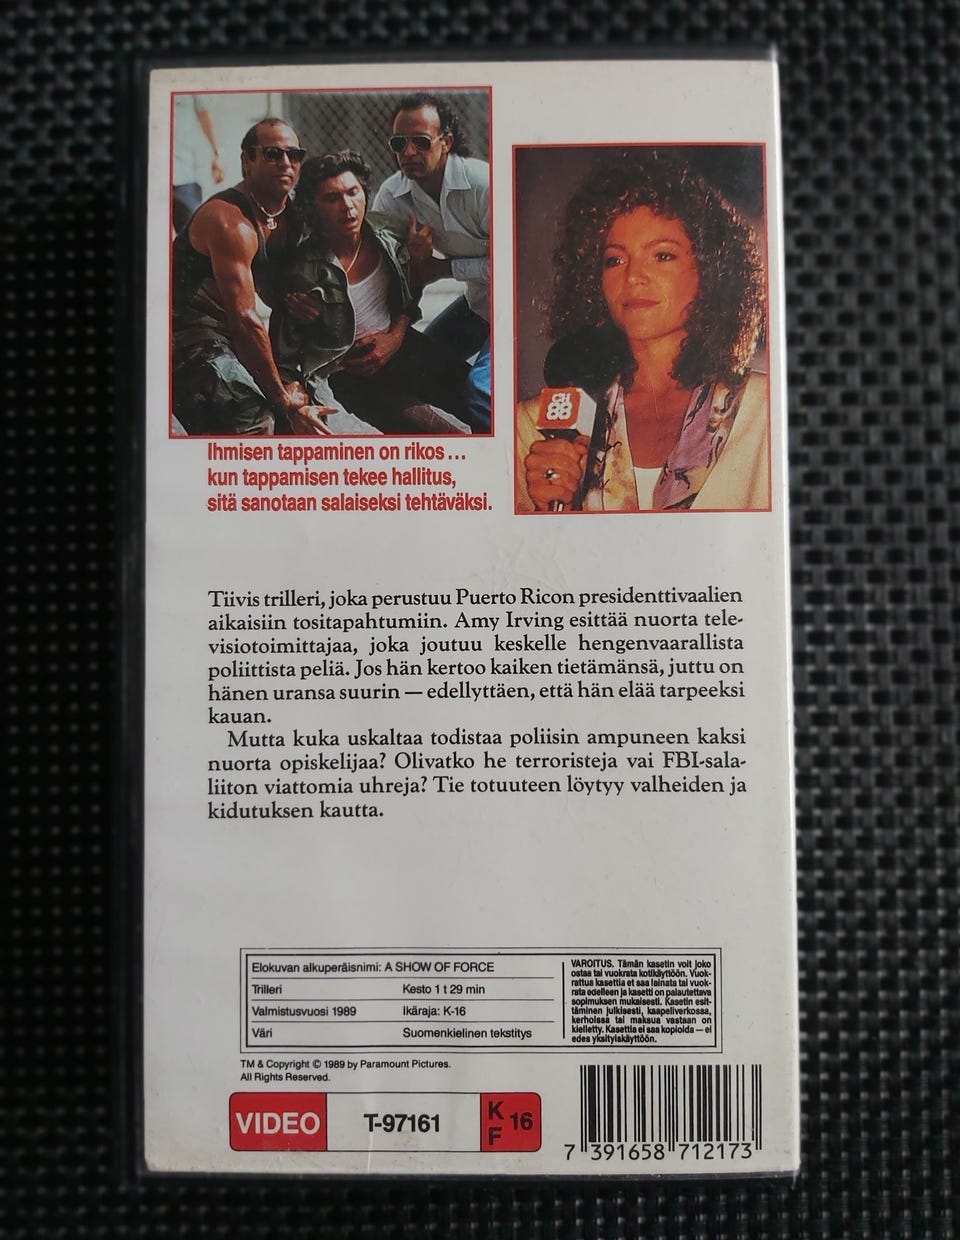 CH
88
Ihmisen tappaminen on rikos...
kun tappamisen tekee hallitus,
sitä sanotaan salaiseksi tehtäväksi.
Tiivis trilleri, joka perustuu Puerto Ricon presidenttivaalien
aikaisiin tositapahtumiin. Amy Irving esittää nuorta tele-
visiotoimittajaa, joka joutuu keskelle hengenvaarallista
poliittista peliä. Jos hän kertoo kaiken tietämänsä, juttu on
hänen uransa suurin — edellyttäen, että hän elää tarpeeksi
kauan.
Mutta kuka uskaltaa todistaa poliisin ampuneen kaksi
nuorta opiskelijaa? Olivatko he terroristeja vai FBI-sala-
liiton viattomia uhreja? Tie totuuteen löytyy valheiden ja
kidutuksen kautta.
Elokuvan alkuperäisnimi: A SHOW OF FORCE
Trilleri Kesto 1 t 29 min
Valmistusvuosi 1989 Ikäraja: K-16
Väri Suomenkielinen tekstitys
VAROITUS. Tämän kasetin voit joko
ostaa tai vuokrata kotikäyttöön. Vuok-
rattua kasettia et saa lainata tai vuok-
rata edelleen ja kasetti on palautettava
sopimuksen mukaisesti. Kasetin esit-
täminen julkisesti, kaapeliverkossa,
kerhoissa tai maksua vastaan on
kielletty. Kasettia ei saa kopioida — ei
edes yksityiskäyttöön.
TM & Copyright © 1989 by Paramount Pictures.
All Rights Reserved.
VIDEO T-97161 K F 16
7 391658 712173